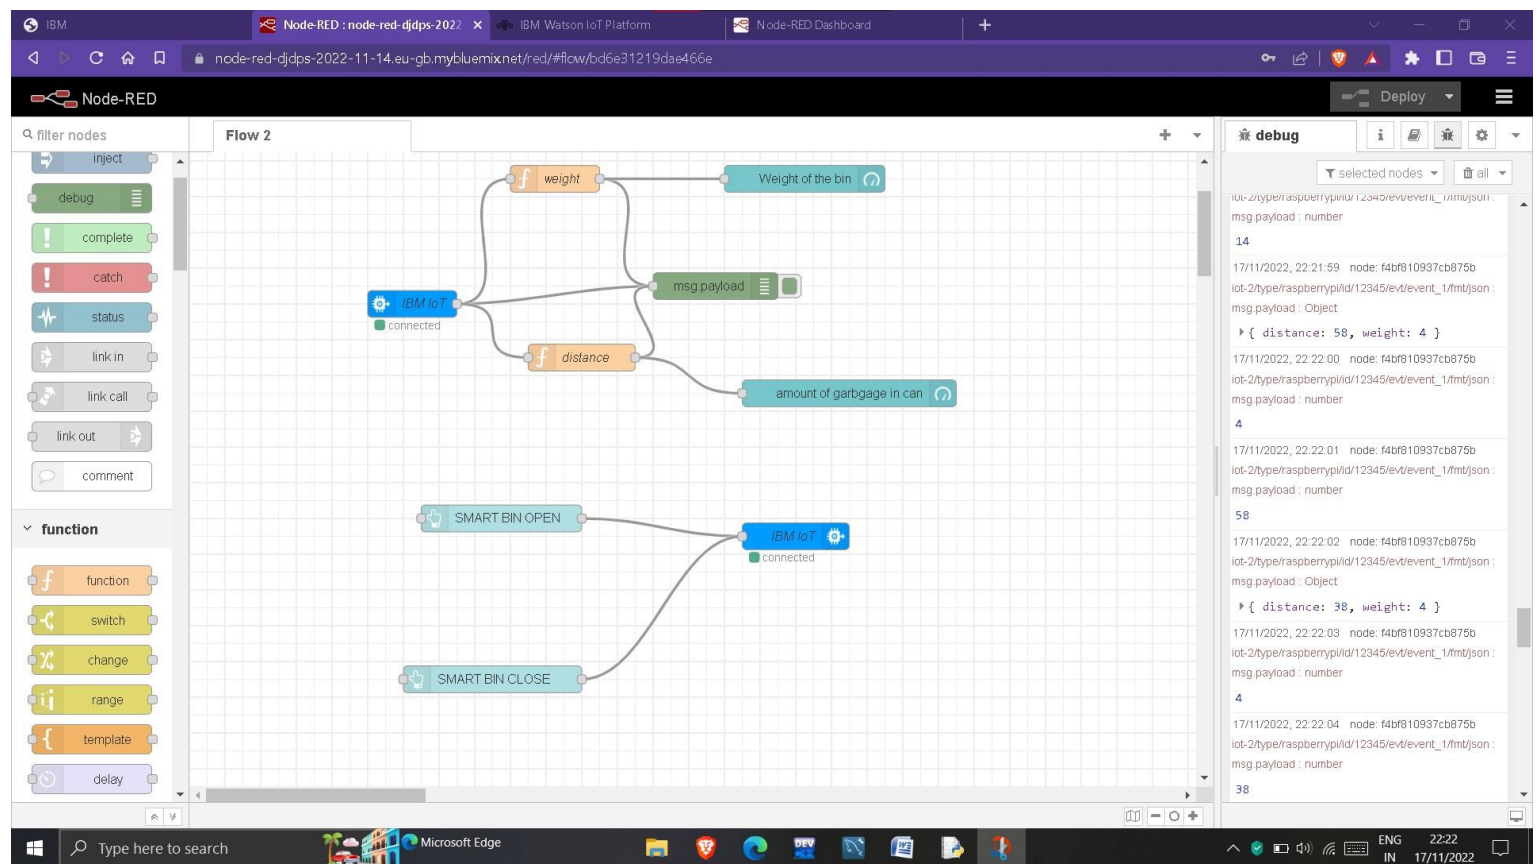 IBM
Node-RED : node-red-djdps-2022
IBM Watson IoT Platform
Node-RED Dashboard
node-red-djdps-2022-11-14.eu-gb.mybluemix.net/red/#flow/bd6e31219dae466e
Node-RED
Deploy
filter nodes
Flow 2
debug
inject
debug
complete
catch
status
link in
link call
link out
comment
function
function
switch
change
range
template
delay
weight
Weight of the bin
msg.payload
IBM IoT
connected
distance
amount of garbgage in can
SMART BIN OPEN
IBM IoT
connected
SMART BIN CLOSE
selected nodes
all
iot-2/type/raspberrypi/id/12345/evt/event_1/fmt/json :
msg.payload : number
14
17/11/2022, 22:21:59 node: f4bf810937cb875b
iot-2/type/raspberrypi/id/12345/evt/event_1/fmt/json :
msg.payload : Object
{ distance: 58, weight: 4 }
17/11/2022, 22:22:00 node: f4bf810937cb875b
iot-2/type/raspberrypi/id/12345/evt/event_1/fmt/json :
msg.payload : number
4
17/11/2022, 22:22:01 node: f4bf810937cb875b
iot-2/type/raspberrypi/id/12345/evt/event_1/fmt/json :
msg.payload : number
58
17/11/2022, 22:22:02 node: f4bf810937cb875b
iot-2/type/raspberrypi/id/12345/evt/event_1/fmt/json :
msg.payload : Object
{ distance: 38, weight: 4 }
17/11/2022, 22:22:03 node: f4bf810937cb875b
iot-2/type/raspberrypi/id/12345/evt/event_1/fmt/json :
msg.payload : number
4
17/11/2022, 22:22:04 node: f4bf810937cb875b
iot-2/type/raspberrypi/id/12345/evt/event_1/fmt/json :
msg.payload : number
38
Type here to search
Microsoft Edge
DEV
ENG
IN
22:22
17/11/2022